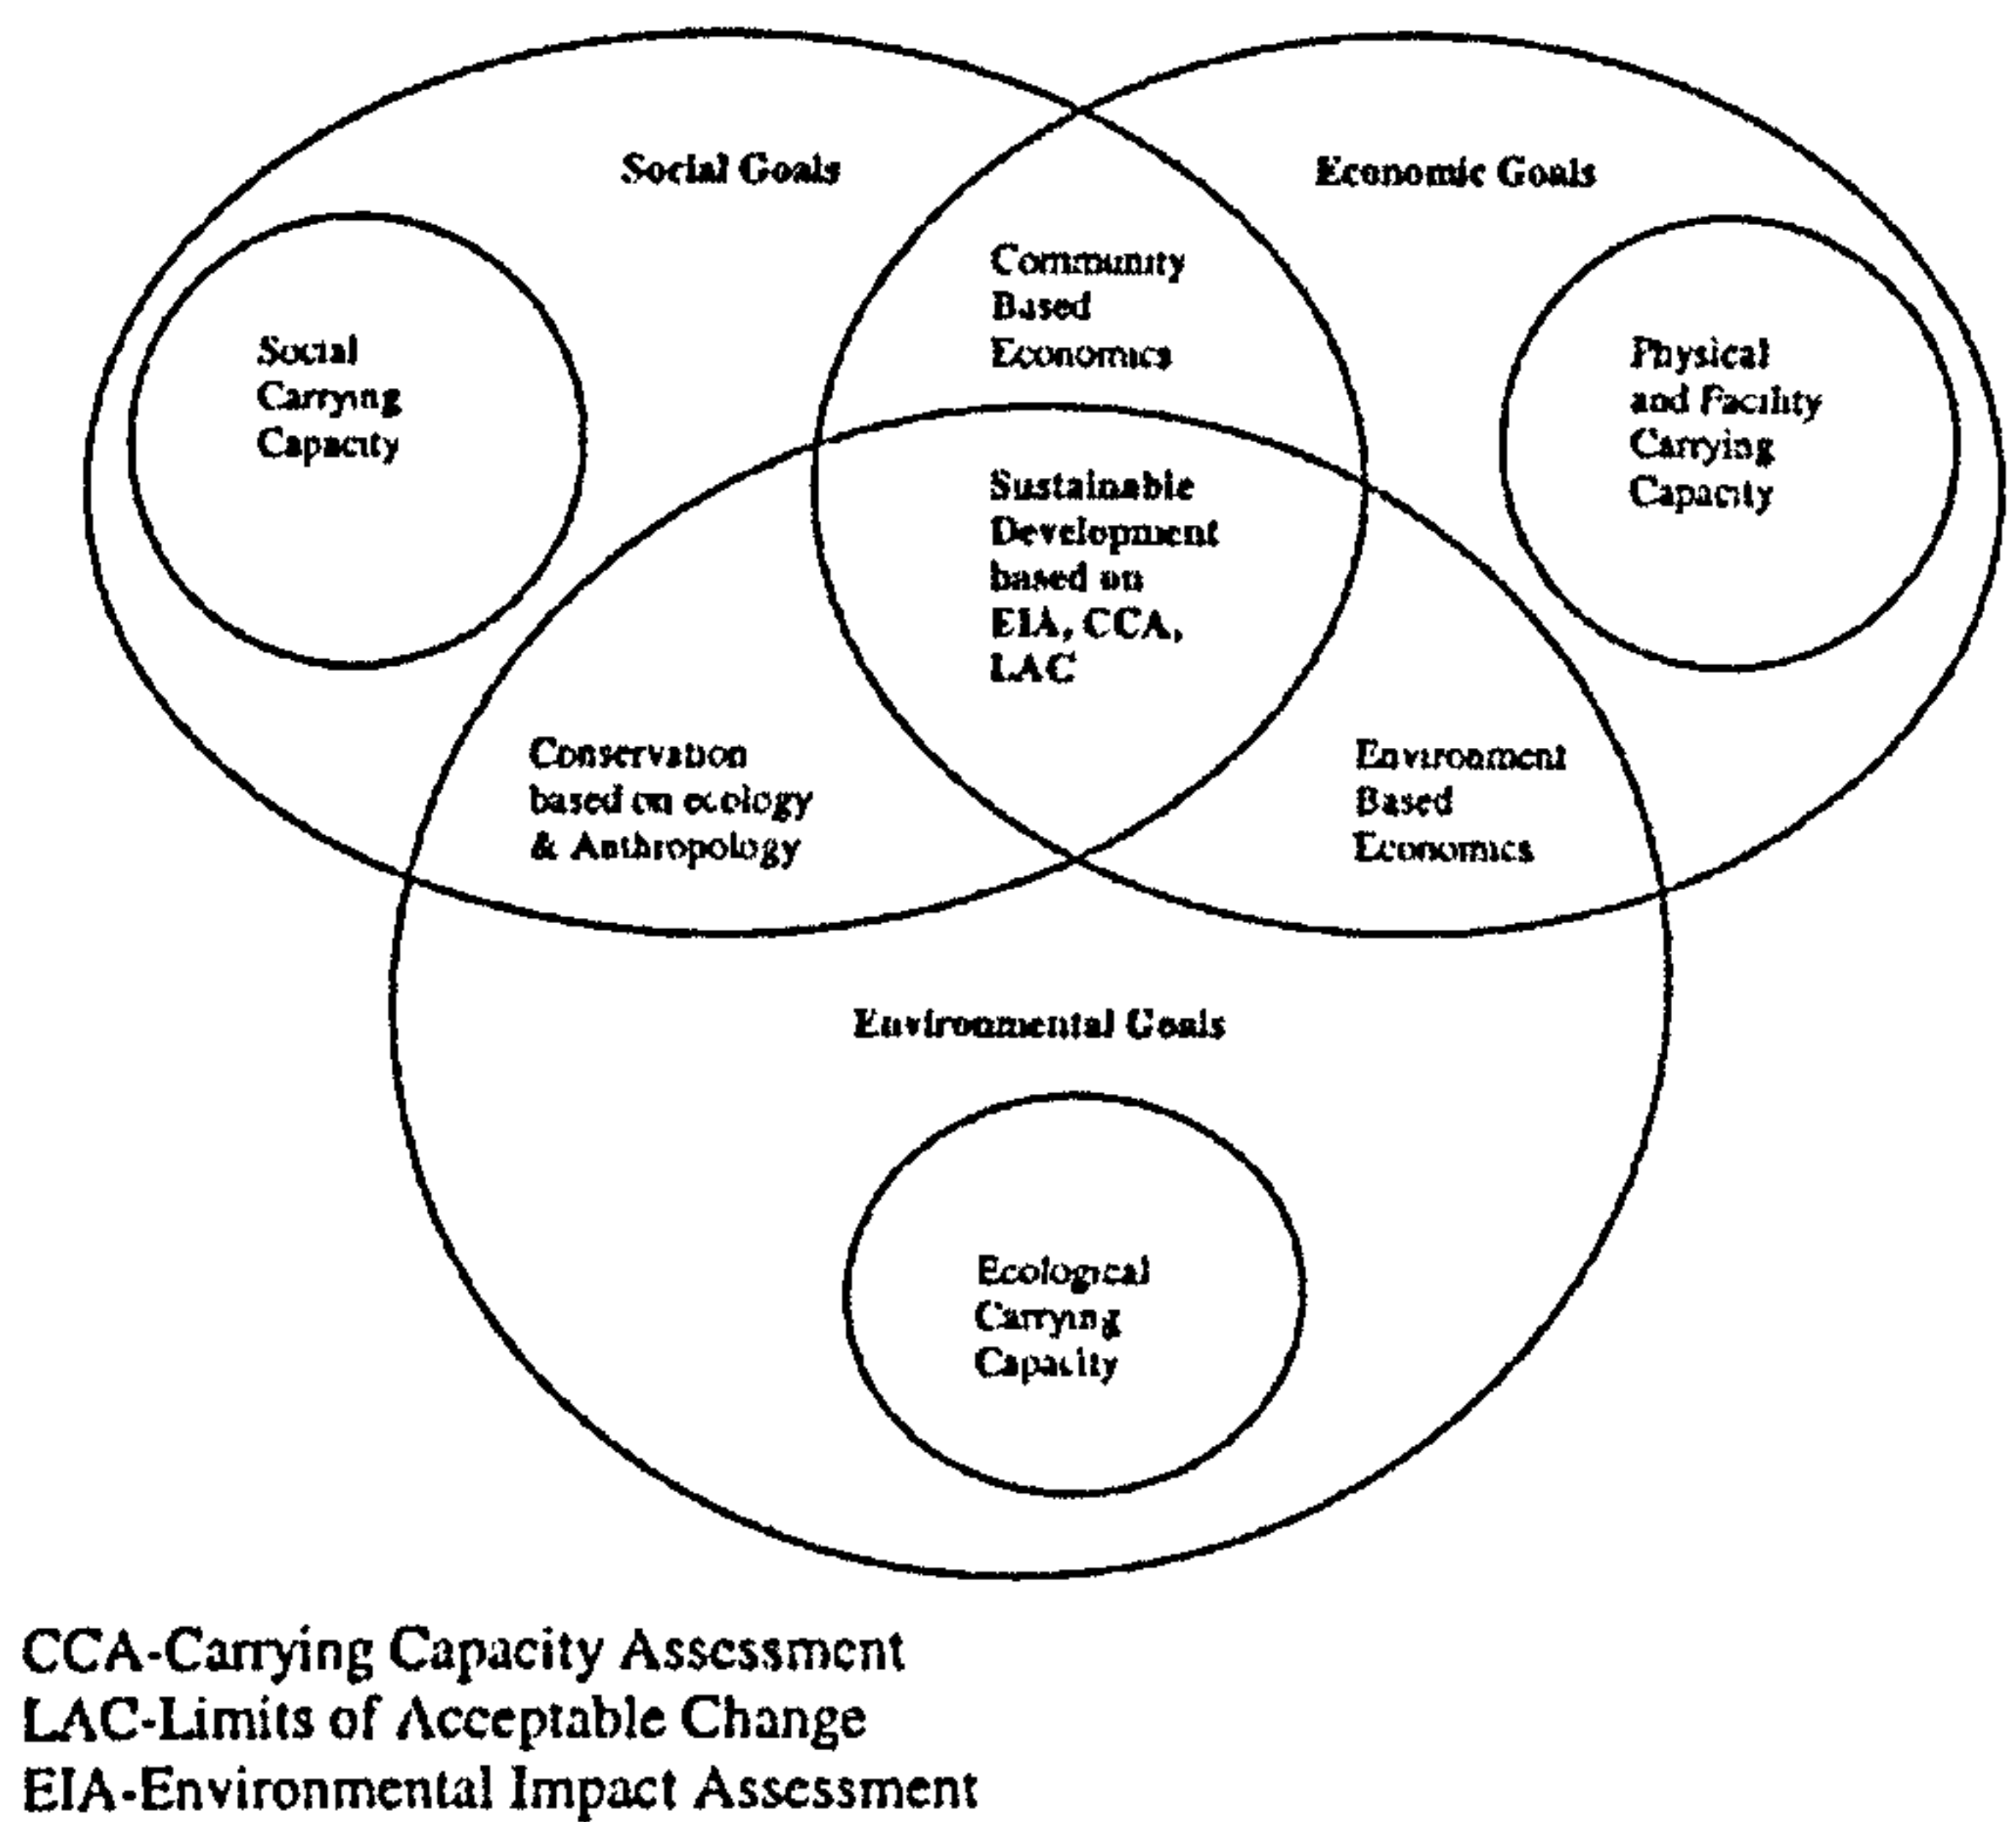 Social Goals
Economic Goals
Community
Based
Economics
Social
Carrying
Capacity
Physical
and Facility
Carrying
Capacity
Sustainable
Development
based on
EIA, CCA,
LAC
Conservation
based on ecology
& Anthropology
Environment
Based
Economics
Environmental Goals
Ecological
Carrying
Capacity
CCA-Carrying Capacity Assessment
LAC-Limits of Acceptable Change
EIA-Environmental Impact Assessment